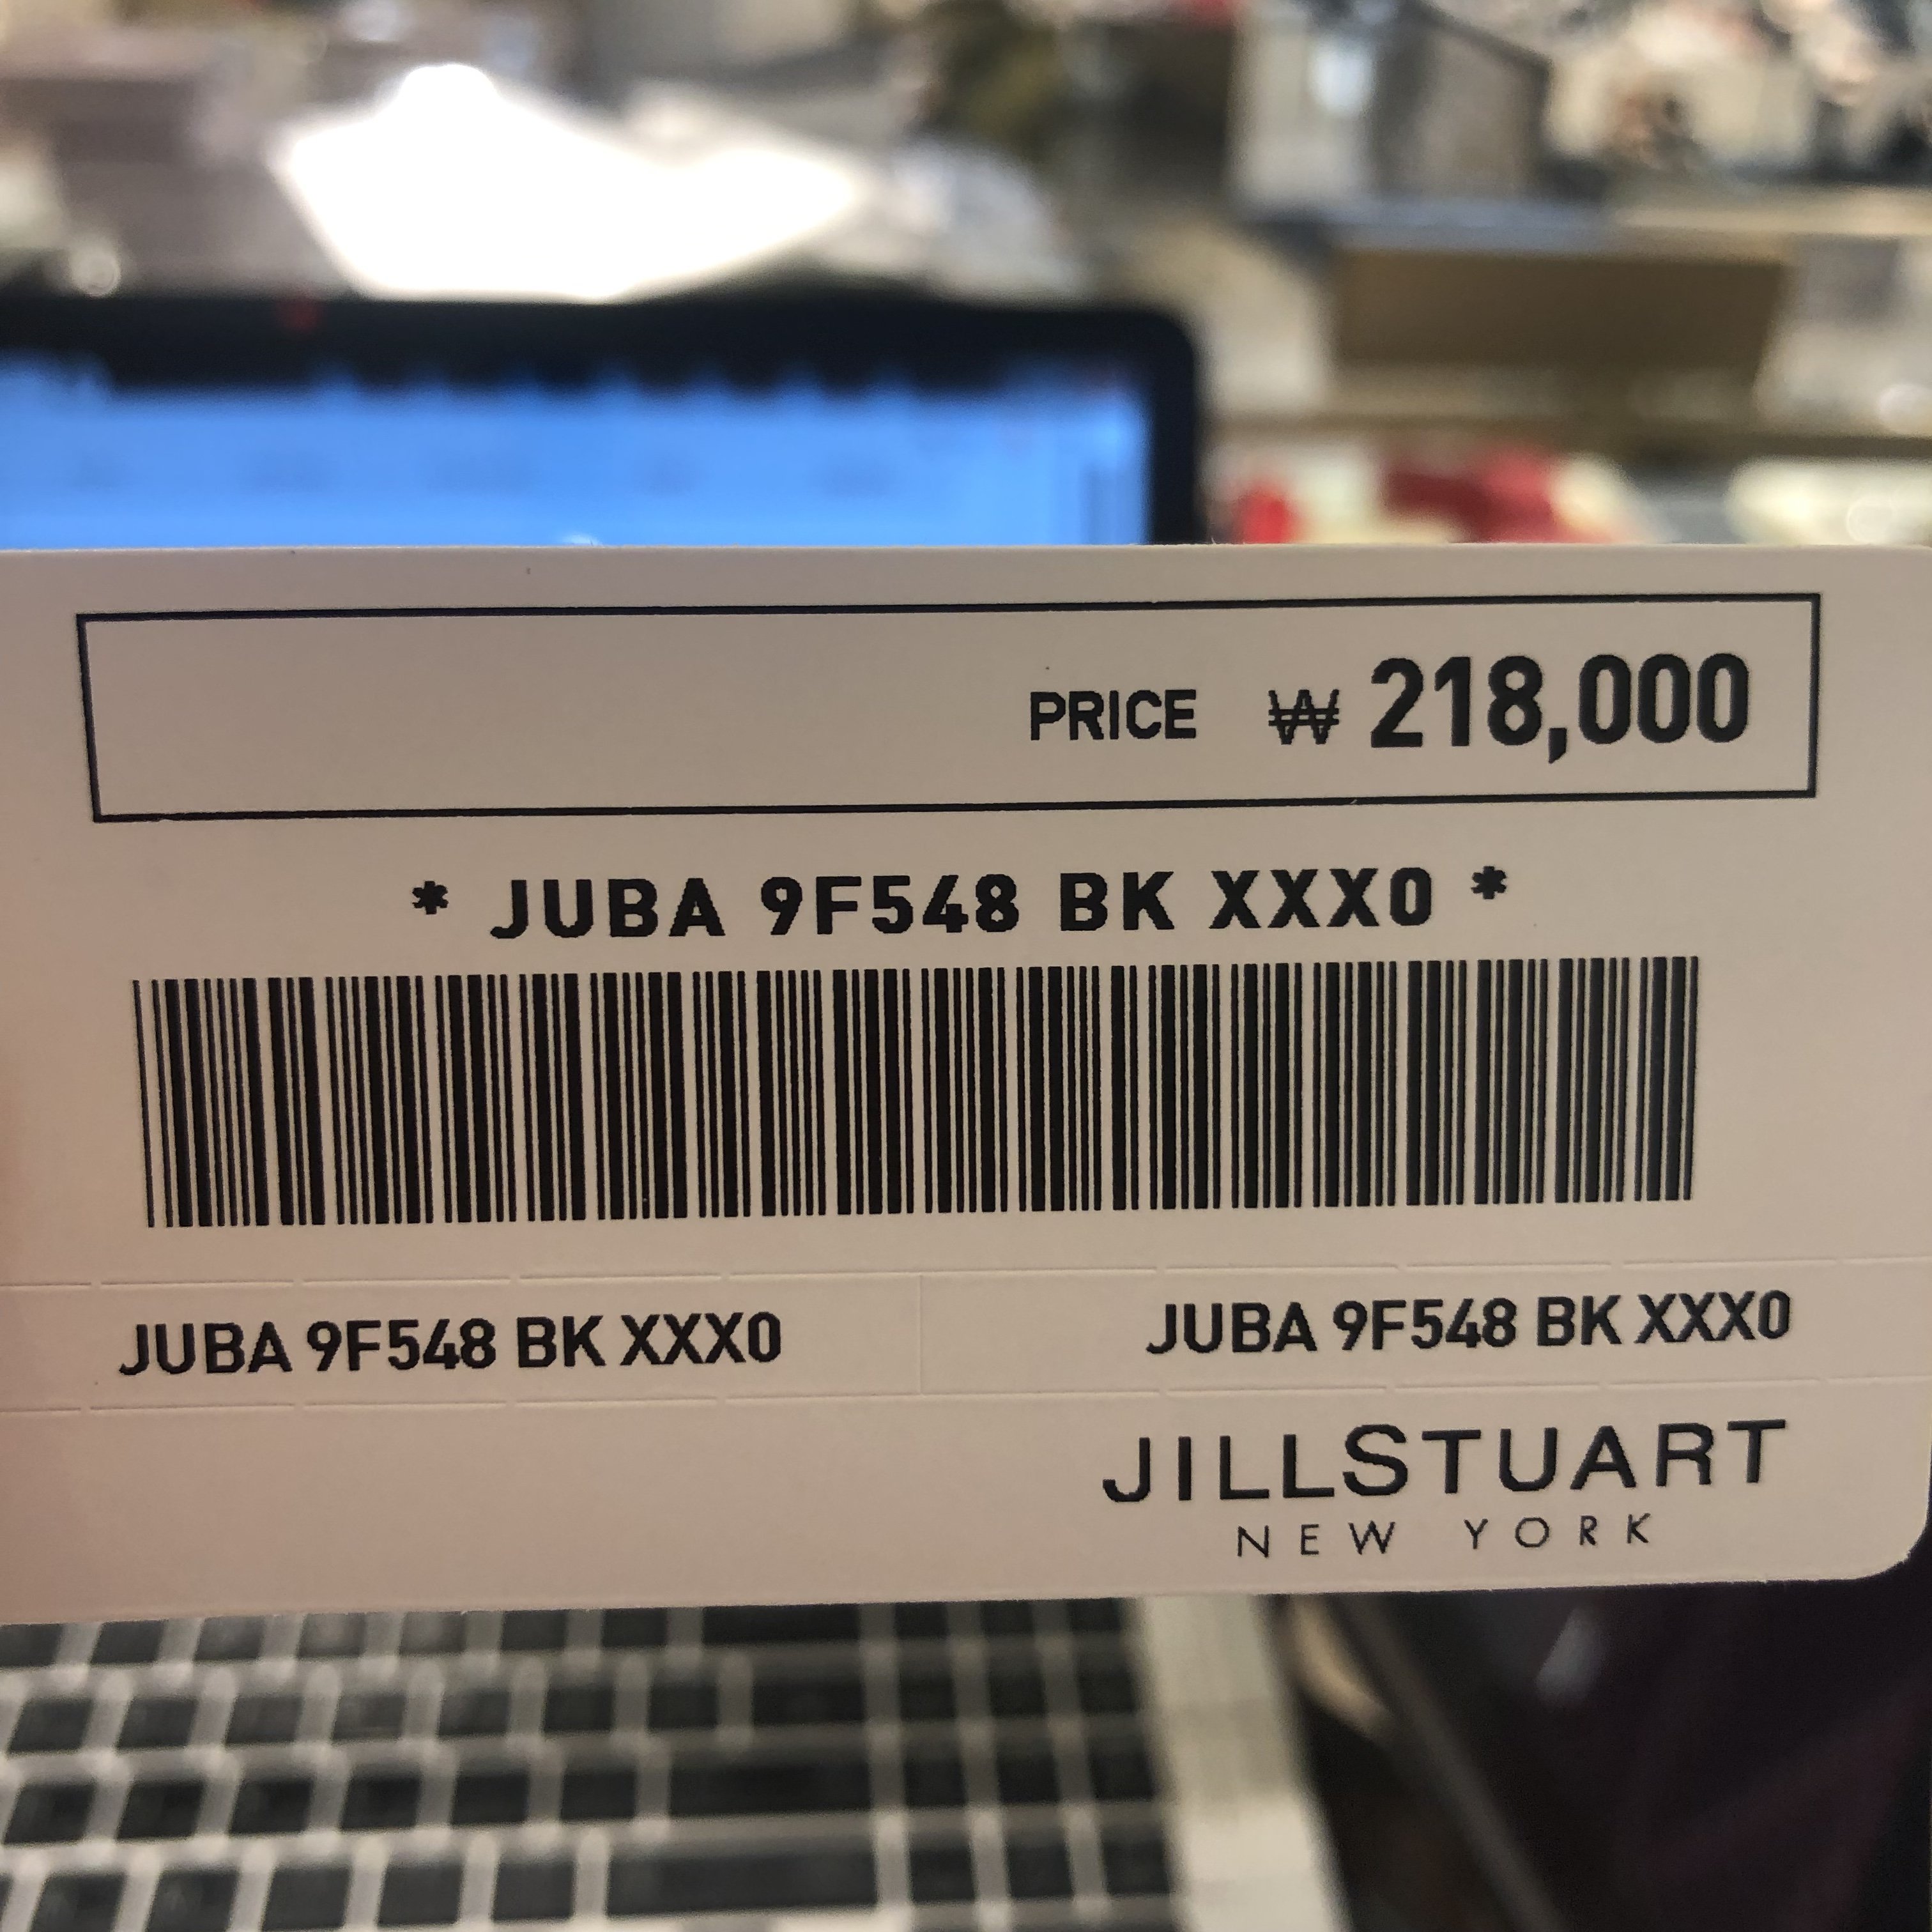 PRICE ₩ 218,000
* JUBA 9F548 BK XXX0 *
JUBA 9F548 BK XXX0 JUBA 9F548 BK XXX0
JILLSTUART
NEW YORK